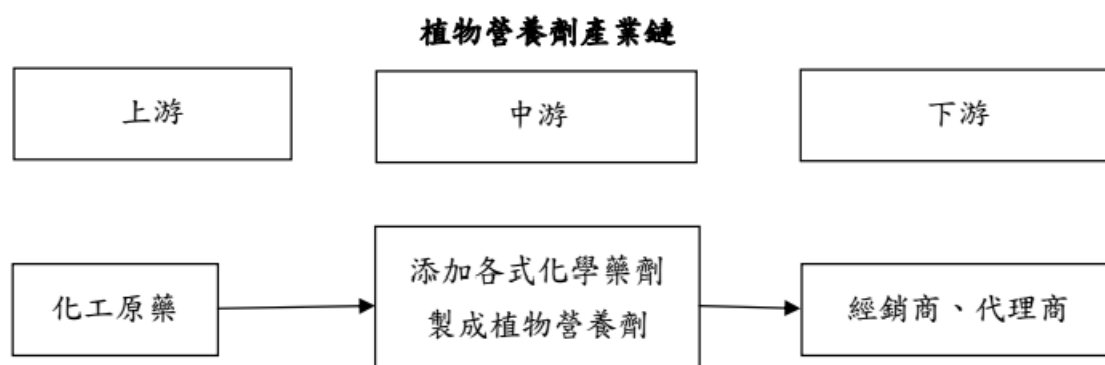 植物營養劑產業鏈
上游
中游
下游
化工原藥
添加各式化學藥劑
製成植物營養劑
經銷商、代理商